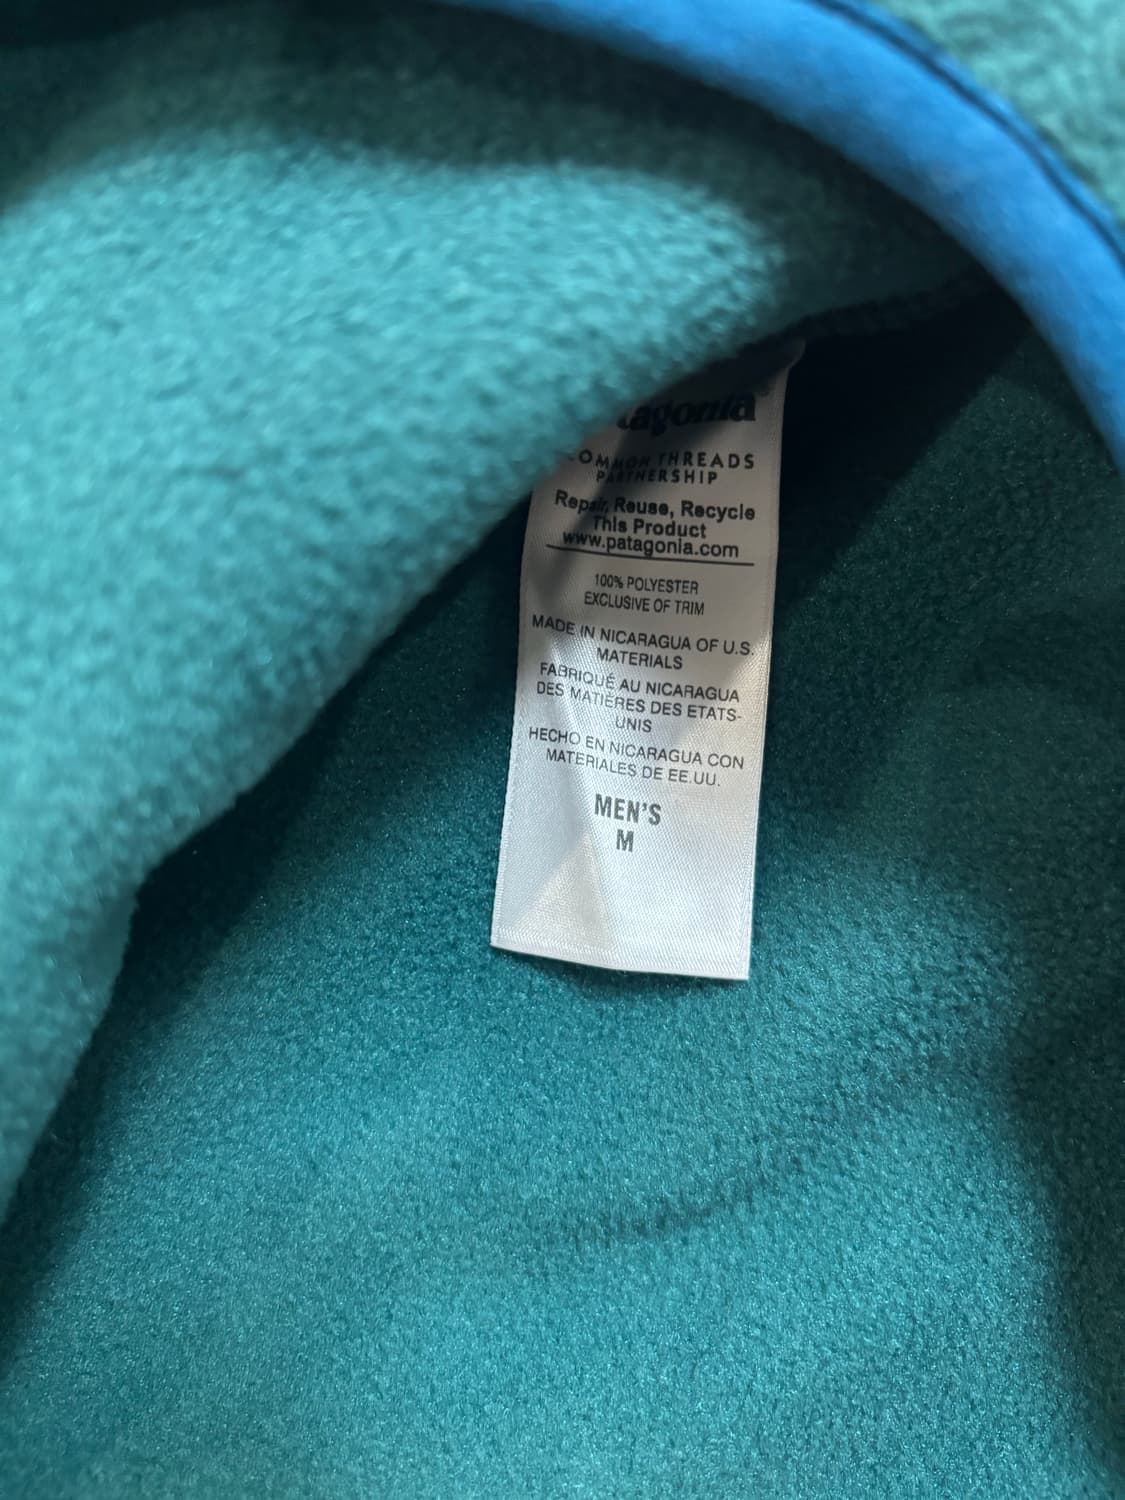 tagonia
COMMON THREADS
PARTNERSHIP
Repair, Reuse, Recycle
This Product
www.patagonia.com
100% POLYESTER
EXCLUSIVE OF TRIM
MADE IN NICARAGUA OF U.S.
MATERIALS
FABRIQUÉ AU NICARAGUA
DES MATIÈRES DES ETATS-
UNIS
HECHO EN NICARAGUA CON
MATERIALES DE EE.UU.
MEN'S
M